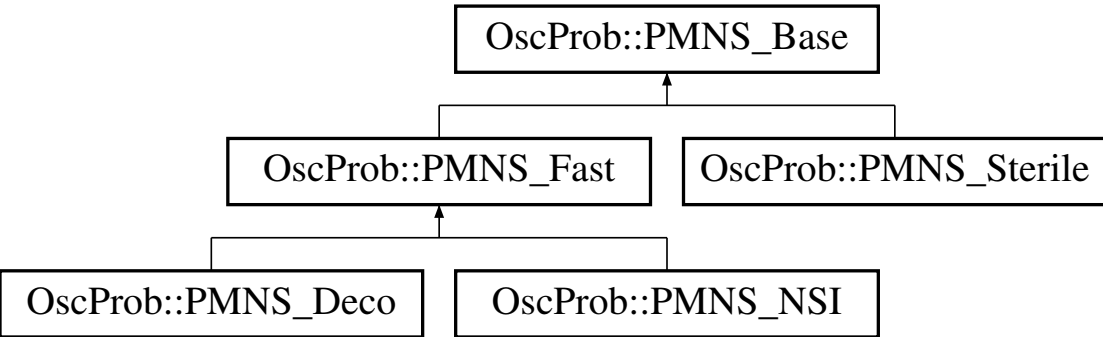 OscProb::PMNS_Base
OscProb::PMNS_Fast
OscProb::PMNS_Sterile
OscProb::PMNS_Deco
OscProb::PMNS_NSI